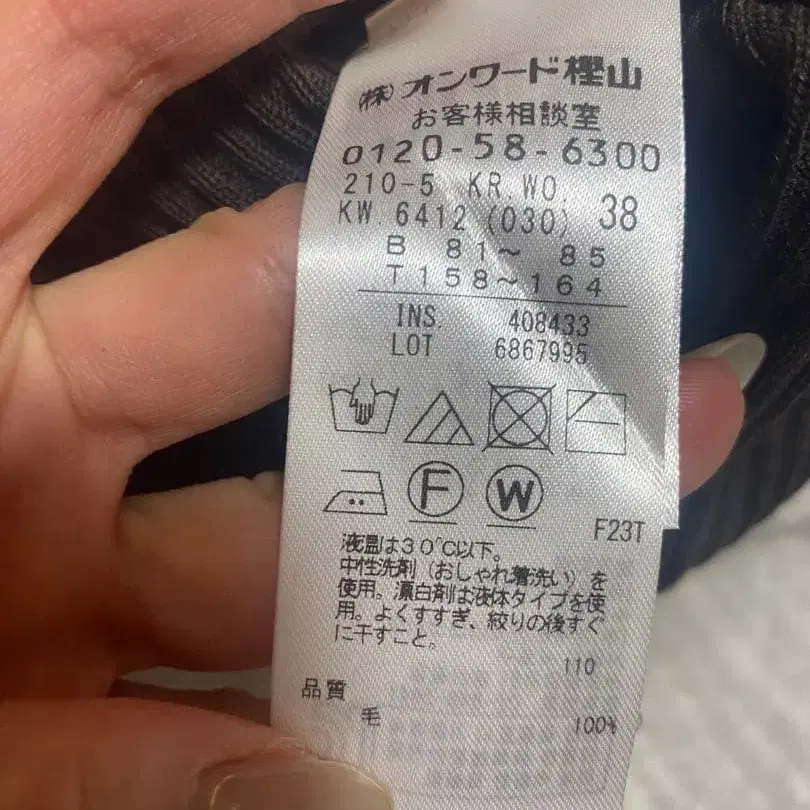 (株)オンワード樫山
お客様相談室
0120-58-6300
210-5 KR.WO. 38
KW.6412(030)
B 81~85
T 158~164
INS. 408433
LOT 6867995
F
W
F23T
液温は30℃以下。
中性洗剤(おしゃれ着洗い)を
使用。漂白剤は液体タイプを使
用。よくすすぎ、絞りの後すぐ
に干すこと。
110
品質
毛 100%